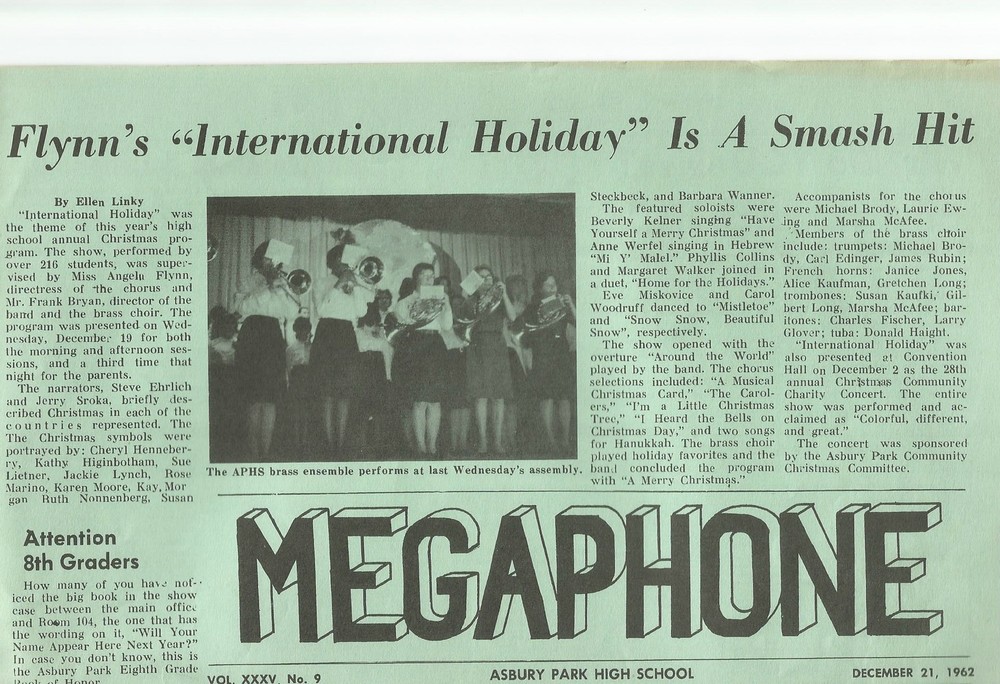 Flynn's "International Holiday" Is A Smash Hit
By Ellen Linky
"International Holiday" was
the theme of this year's high
school annual Christmas pro-
gram. The show, performed by
over 216 students, was super-
vised by Miss Angela Flynn,
directress of the chorus and
Mr. Frank Bryan, director of the
band and the brass choir. The
program was presented on Wed-
nesday, December 19 for both
the morning and afternoon ses-
sions, and a third time that
night for the parents.
The narrators, Steve Ehrlich
and Jerry Sroka, briefly des-
cribed Christmas in each of the
countries represented. The
The Christmas symbols were
portrayed by: Cheryl Henneber-
ry, Kathy Higinbotham, Sue
Lietner, Jackie Lynch, Rose
Marino, Karen Moore, Kay, Mor
gan Ruth Nonnenberg, Susan
The APHS brass ensemble performs at last Wednesday's assembly.
Steckbeck, and Barbara Wanner.
The featured soloists were
Beverly Kelner singing "Have
Yourself a Merry Christmas" and
Anne Werfel singing in Hebrew
"Mi Y' Malel." Phyllis Collins
and Margaret Walker joined in
a duet, "Home for the Holidays."
Eve Miskovice and Carol
Woodruff danced to "Mistletoe"
and "Snow Snow, Beautiful
Snow", respectively.
The show opened with the
overture "Around the World"
played by the band. The chorus
selections included: "A Musical
Christmas Card," "The Carol-
ers," "I'm a Little Christmas
Tree," "I Heard the Bells on
Christmas Day," and two songs
for Hanukkah. The brass choir
played holiday favorites and the
band concluded the program
with "A Merry Christmas."
Accompanists for the chorus
were Michael Brody, Laurie Ew-
ing and Marsha McAfee.
Members of the brass choir
include: trumpets: Michael Bro-
dy, Carl Edinger, James Rubin;
French horns: Janice Jones,
Alice Kaufman, Gretchen Long;
trombones: Susan Kaufki, Gil-
bert Long, Marsha McAfee; bar-
itones: Charles Fischer, Larry
Glover; tuba: Donald Haight.
"International Holiday" was
also presented at Convention
Hall on December 2 as the 28th
annual Christmas Community
Charity Concert. The entire
show was performed and ac-
claimed as "Colorful, different,
and great."
The concert was sponsored
by the Asbury Park Community
Christmas Committee.
Attention
8th Graders
How many of you have not-
iced the big book in the show
case between the main office
and Room 104, the one that has
the wording on it, "Will Your
Name Appear Here Next Year?"
In case you don't know, this is
the Asbury Park Eighth Grade
Book of Honor
MEGAPHONE
VOL. XXXV, No. 9
ASBURY PARK HIGH SCHOOL
DECEMBER 21, 1962